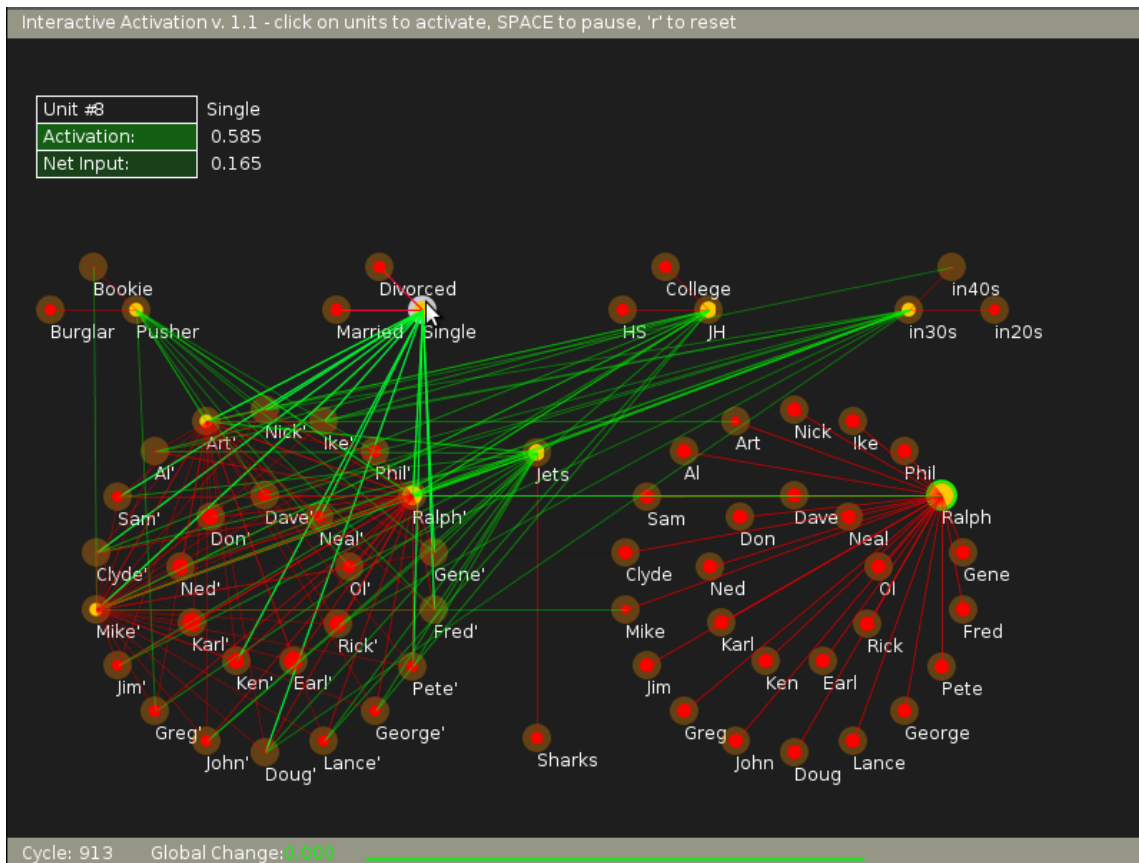 Interactive Activation v. 1.1 - click on units to activate, SPACE to pause, 'r' to reset
Unit #8 Single
Activation: 0.585
Net Input: 0.165
Bookie Divorced College in40s
Burglar Pusher Married Single HS JH in30s in20s
Art' Nick' Ike' Art Nick Ike
Al' Phil' Jets Al Phil
Sam' Dave' Ralph' Sam Dave Ralph
Don' Neal' Don Neal
Clyde' Gene' Clyde Gene
Ned' Ol' Ned Ol
Mike' Fred' Mike Fred
Karl' Rick' Karl Rick
Jim' Ken' Earl' Pete' Jim Ken Earl Pete
Greg' George' Greg George
John' Doug' Lance' Sharks John Doug Lance
Cycle: 913 Global Change:0.000